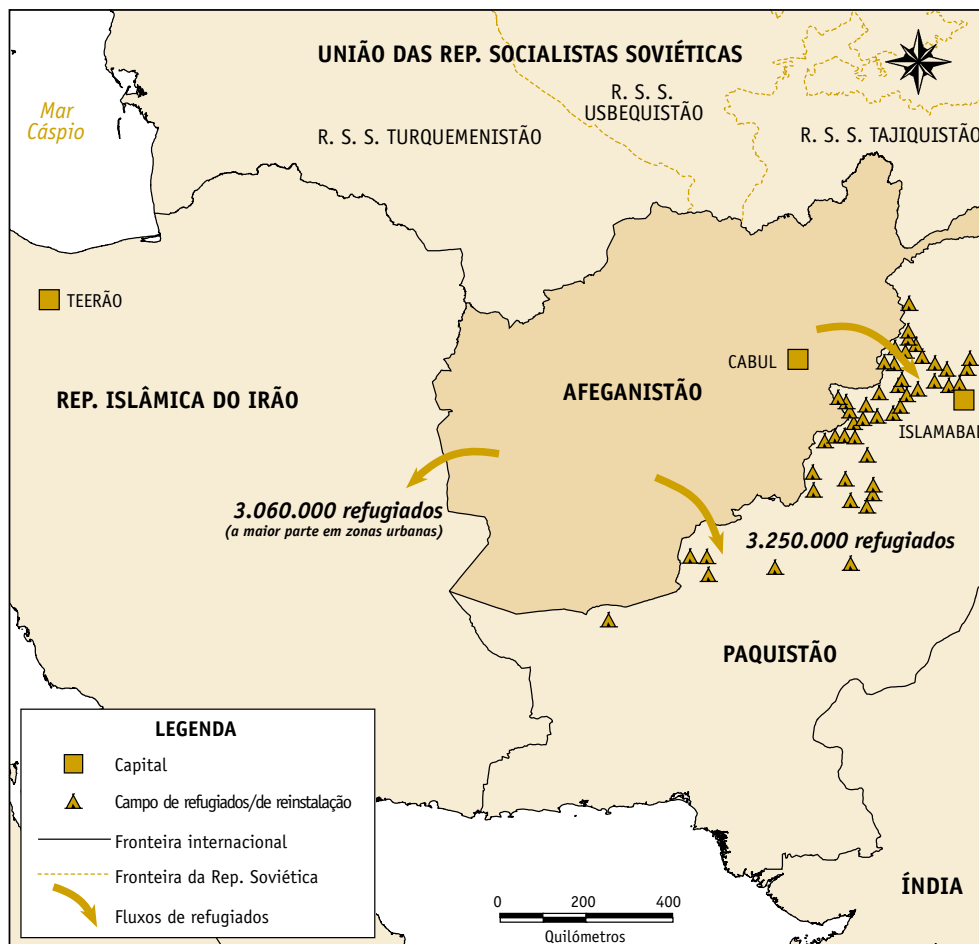 UNIÃO DAS REP. SOCIALISTAS SOVIÉTICAS
Mar
Cáspio
R. S. S.
USBEQUISTÃO
R. S. S. TURQUEMENISTÃO
R. S. S. TAJIQUISTÃO
TEERÃO
CABUL
REP. ISLÂMICA DO IRÃO
AFEGANISTÃO
ISLAMABAD
3.060.000 refugiados
(a maior parte em zonas urbanas)
3.250.000 refugiados
PAQUISTÃO
LEGENDA
Capital
Campo de refugiados/de reinstalação
Fronteira internacional
Fronteira da Rep. Soviética
Fluxos de refugiados
0 200 400
Quilómetros
ÍNDIA